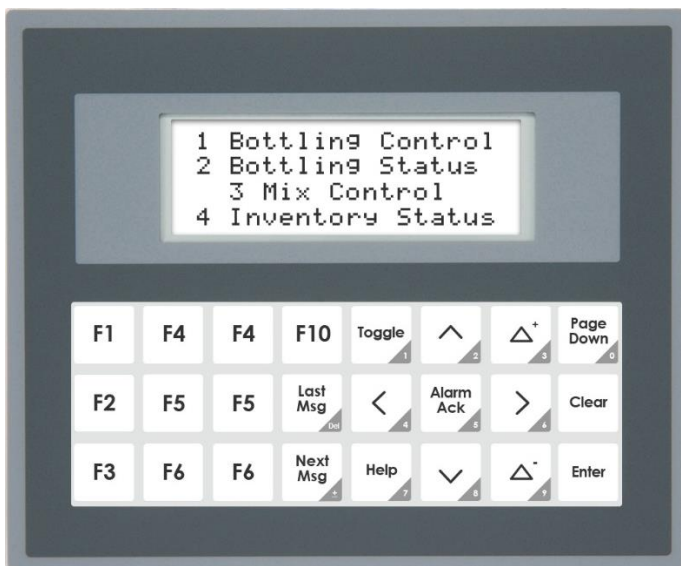 1 Bottling Control
2 Bottling Status
3 Mix Control
4 Inventory Status
F1 F4 F4 F10 Toggle 1 ^ 2 △+ 3 Page Down 0
F2 F5 F5 Last Msg Del < 4 Alarm Ack 5 > 6 Clear
F3 F6 F6 Next Msg ± Help 7 ∨ 8 △- 9 Enter